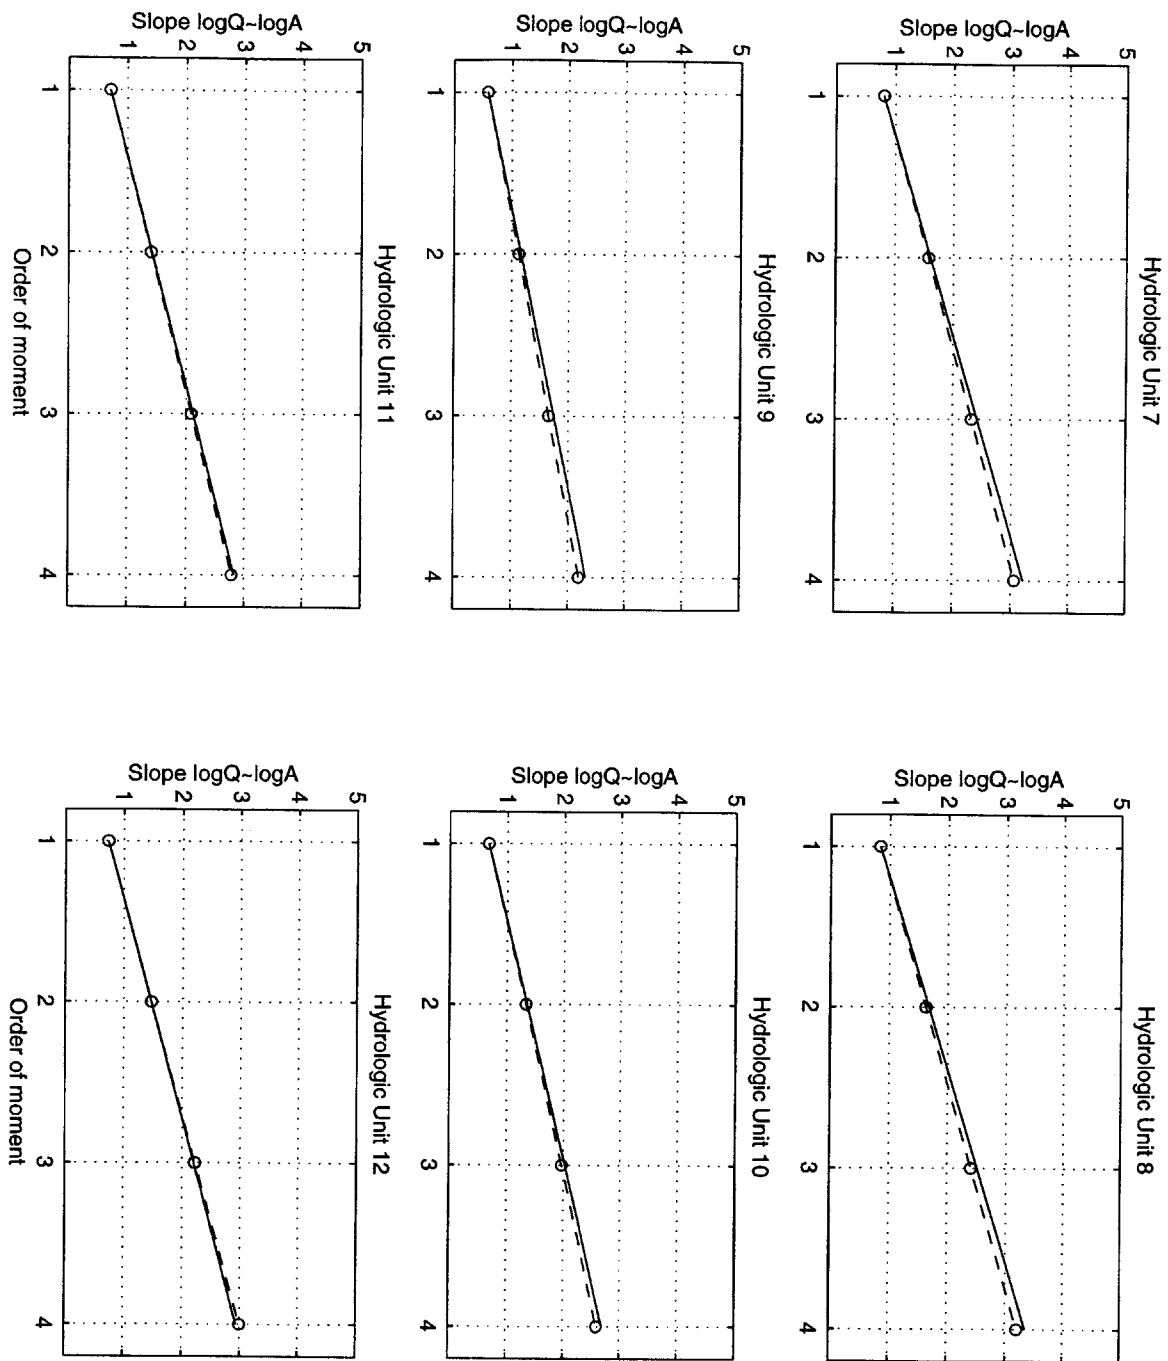 Hydrologic Unit 7
Slope logQ~logA
5
4
3
2
1
1 2 3 4
Hydrologic Unit 8
Slope logQ~logA
5
4
3
2
1
1 2 3 4
Hydrologic Unit 9
Slope logQ~logA
5
4
3
2
1
1 2 3 4
Hydrologic Unit 10
Slope logQ~logA
5
4
3
2
1
1 2 3 4
Hydrologic Unit 11
Slope logQ~logA
5
4
3
2
1
1 2 3 4
Order of moment
Hydrologic Unit 12
Slope logQ~logA
5
4
3
2
1
1 2 3 4
Order of moment